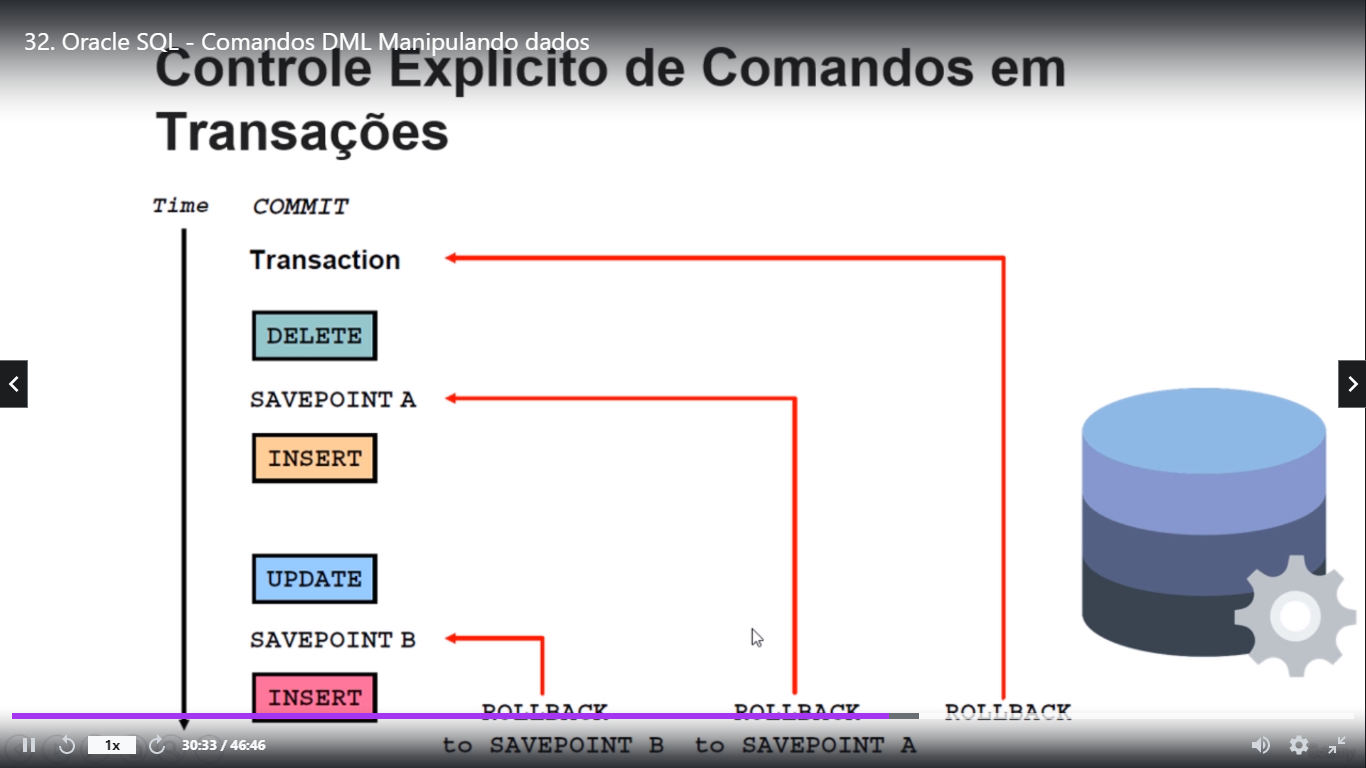 32. Oracle SQL - Comandos DML Manipulando dados
Controle Explicito de Comandos em
Transações
Time COMMIT
Transaction
DELETE
SAVEPOINT A
INSERT
UPDATE
SAVEPOINT B
INSERT
ROLLBACK ROLLBACK ROLLBACK
to SAVEPOINT B to SAVEPOINT A
1x 30:33 / 46:46